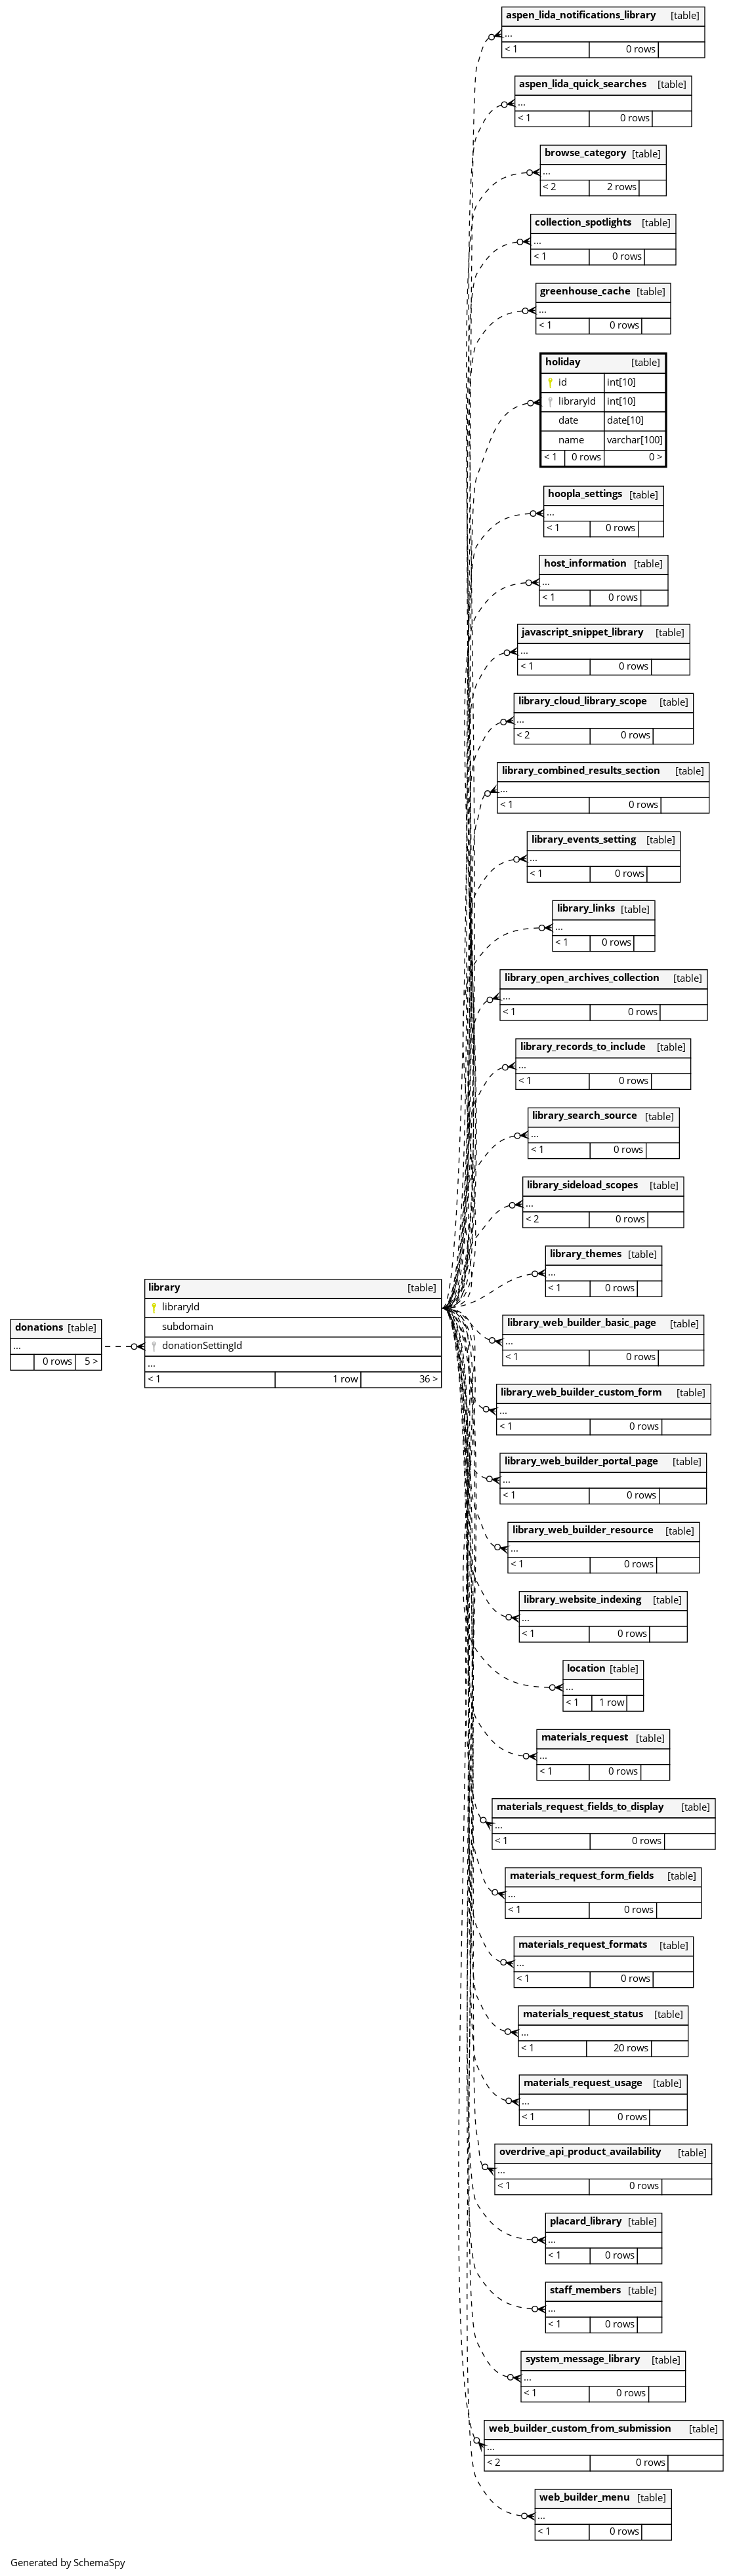 aspen_lida_notifications_library [table]
...
< 1 0 rows
aspen_lida_quick_searches [table]
...
< 1 0 rows
browse_category [table]
...
< 2 2 rows
collection_spotlights [table]
...
< 1 0 rows
greenhouse_cache [table]
...
< 1 0 rows
holiday [table]
id int[10]
libraryId int[10]
date date[10]
name varchar[100]
< 1 0 rows 0 >
hoopla_settings [table]
...
< 1 0 rows
host_information [table]
...
< 1 0 rows
javascript_snippet_library [table]
...
< 1 0 rows
library_cloud_library_scope [table]
...
< 2 0 rows
library_combined_results_section [table]
...
< 1 0 rows
library_events_setting [table]
...
< 1 0 rows
library_links [table]
...
< 1 0 rows
library_open_archives_collection [table]
...
< 1 0 rows
library_records_to_include [table]
...
< 1 0 rows
library_search_source [table]
...
< 1 0 rows
library_sideload_scopes [table]
...
< 2 0 rows
library_themes [table]
...
< 1 0 rows
donations [table]
...
0 rows 5 >
library [table]
libraryId
subdomain
donationSettingId
...
< 1 1 row 36 >
library_web_builder_basic_page [table]
...
< 1 0 rows
library_web_builder_custom_form [table]
...
< 1 0 rows
library_web_builder_portal_page [table]
...
< 1 0 rows
library_web_builder_resource [table]
...
< 1 0 rows
library_website_indexing [table]
...
< 1 0 rows
location [table]
...
< 1 1 row
materials_request [table]
...
< 1 0 rows
materials_request_fields_to_display [table]
...
< 1 0 rows
materials_request_form_fields [table]
...
< 1 0 rows
materials_request_formats [table]
...
< 1 0 rows
materials_request_status [table]
...
< 1 20 rows
materials_request_usage [table]
...
< 1 0 rows
overdrive_api_product_availability [table]
...
< 1 0 rows
placard_library [table]
...
< 1 0 rows
staff_members [table]
...
< 1 0 rows
system_message_library [table]
...
< 1 0 rows
web_builder_custom_from_submission [table]
...
< 2 0 rows
web_builder_menu [table]
...
< 1 0 rows
Generated by SchemaSpy